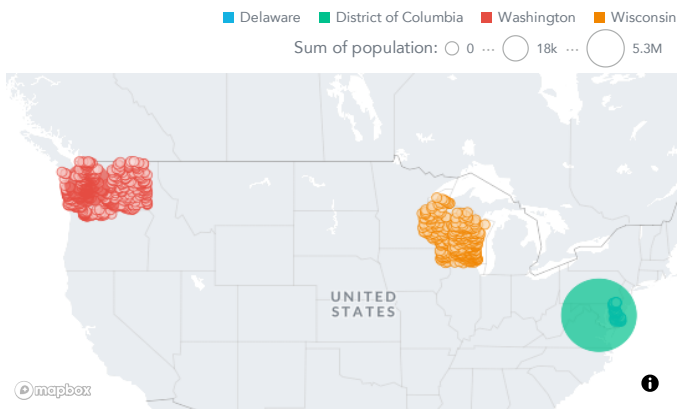 Delaware District of Columbia Washington Wisconsin
Sum of population: 0 ... 18k ... 5.3M
UNITED
STATES
mapbox
i